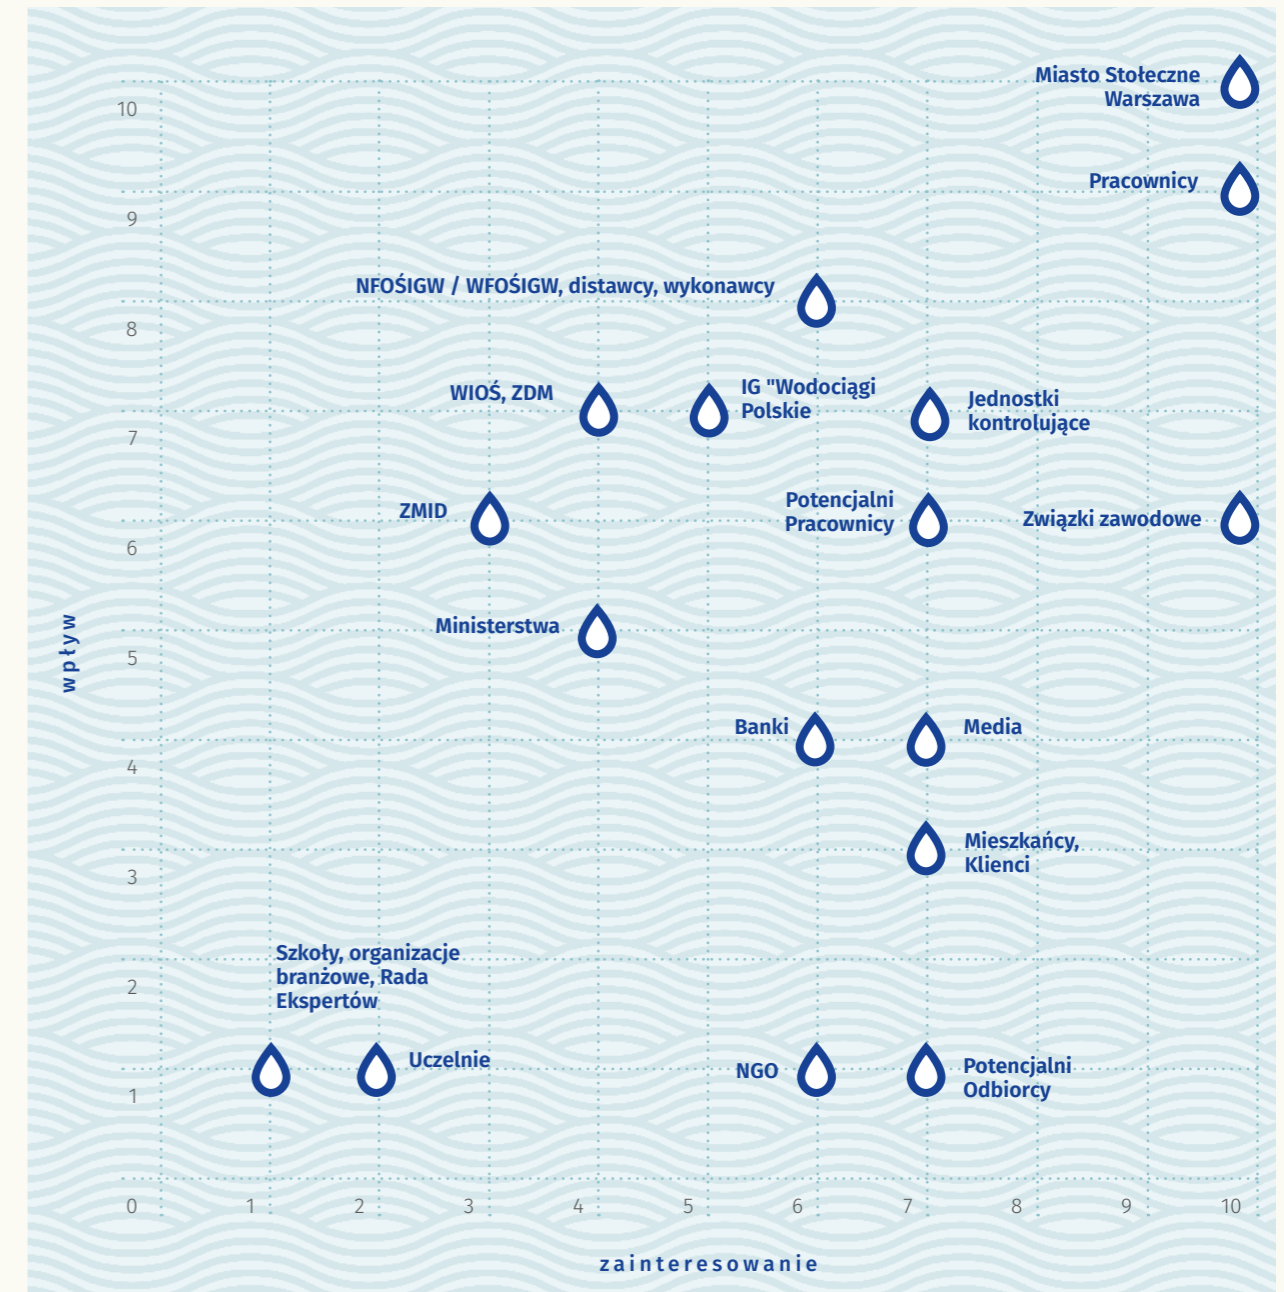 Miasto Stołeczne
Warszawa
10
Pracownicy
9
NFOŚIGW / WFOŚIGW, distawcy, wykonawcy
8
WIOŚ, ZDM
IG "Wodociągi
Polskie
Jednostki
kontrolujące
7
ZMID
Potencjalni
Pracownicy
Związki zawodowe
6
Ministerstwa
wpływ
5
Banki
Media
4
Mieszkańcy,
Klienci
3
Szkoły, organizacje
branżowe, Rada
Ekspertów
2
Uczelnie
NGO
Potencjalni
Odbiorcy
1
0 1 2 3 4 5 6 7 8 9 10
zainteresowanie